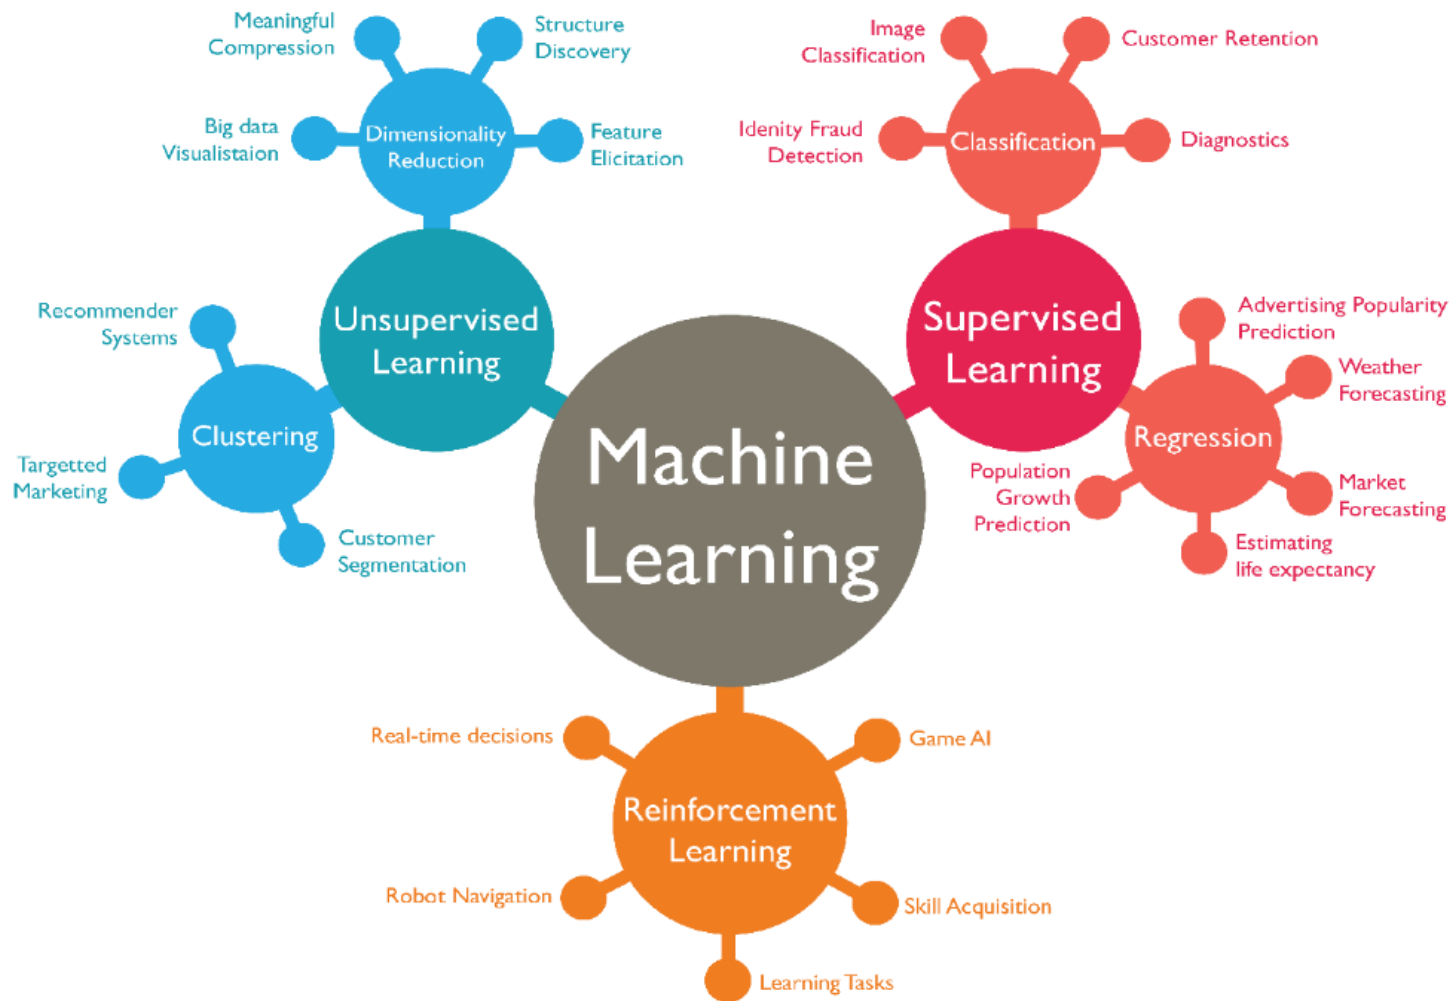 Meaningful
Compression
Structure
Discovery
Big data
Visualistaion
Dimensionality
Reduction
Feature
Elicitation
Image
Classification
Customer Retention
Idenity Fraud
Detection
Classification
Diagnostics
Recommender
Systems
Unsupervised
Learning
Clustering
Targetted
Marketing
Customer
Segmentation
Machine
Learning
Supervised
Learning
Advertising Popularity
Prediction
Weather
Forecasting
Regression
Population
Growth
Prediction
Market
Forecasting
Estimating
life expectancy
Real-time decisions
Game AI
Reinforcement
Learning
Robot Navigation
Skill Acquisition
Learning Tasks